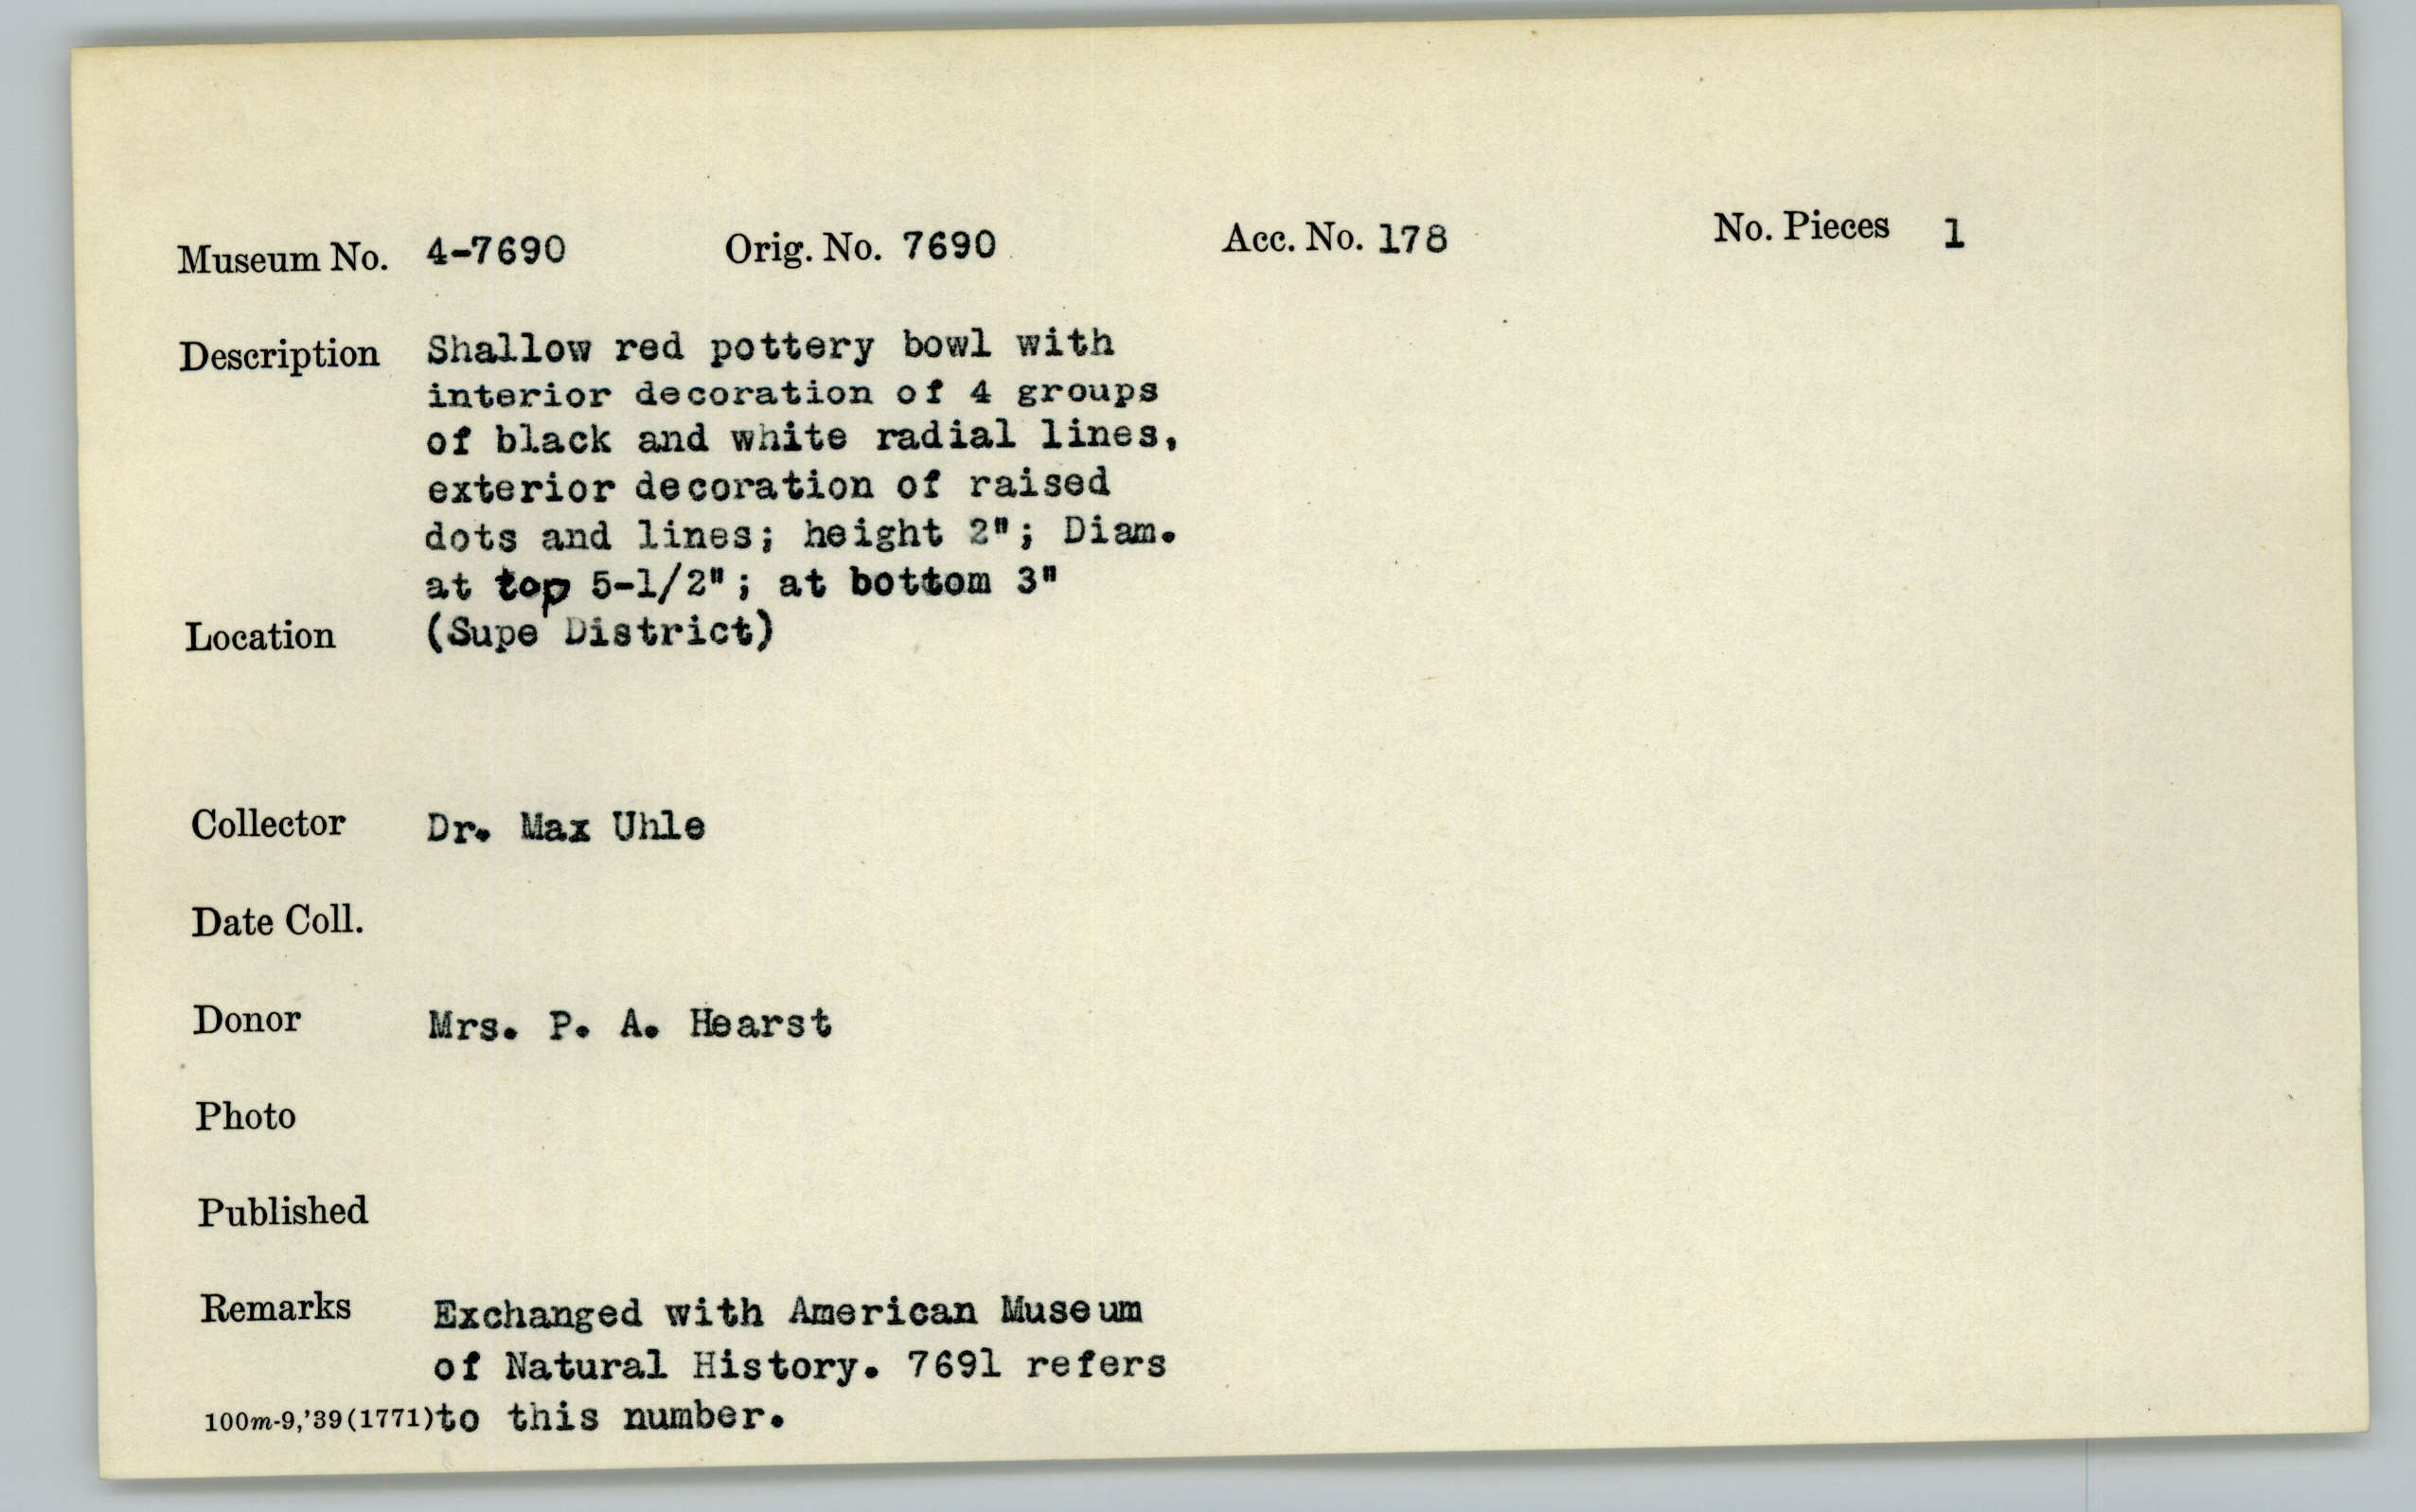 Museum No. 4-7690 Orig. No. 7690 Acc. No. 178 No. Pieces 1
Description Shallow red pottery bowl with
interior decoration of 4 groups
of black and white radial lines,
exterior decoration of raised
dots and lines; height 2"; Diam.
at top 5-1/2"; at bottom 3"
Location (Supe District)
Collector Dr. Max Uhle
Date Coll.
Donor Mrs. P. A. Hearst
Photo
Published
Remarks Exchanged with American Museum
of Natural History. 7691 refers
100m-9,'39(1771) to this number.